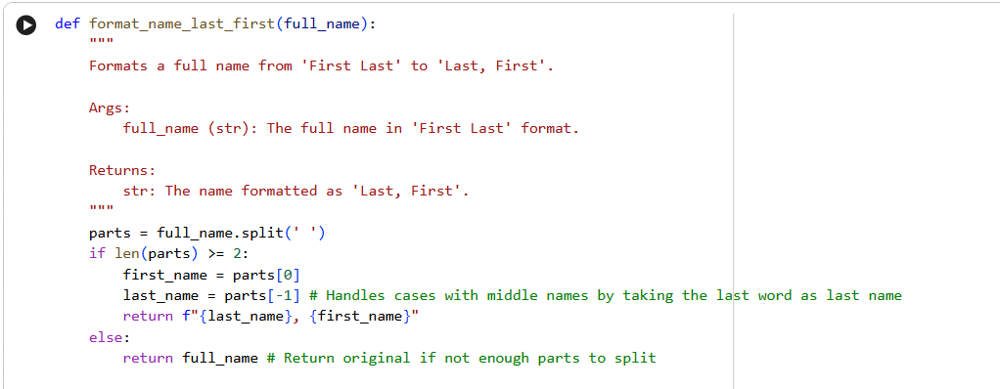 def format_name_last_first(full_name):
    """
    Formats a full name from 'First Last' to 'Last, First'.

    Args:
        full_name (str): The full name in 'First Last' format.

    Returns:
        str: The name formatted as 'Last, First'.
    """
    parts = full_name.split(' ')
    if len(parts) >= 2:
        first_name = parts[0]
        last_name = parts[-1] # Handles cases with middle names by taking the last word as last name
        return f"{last_name}, {first_name}"
    else:
        return full_name # Return original if not enough parts to split